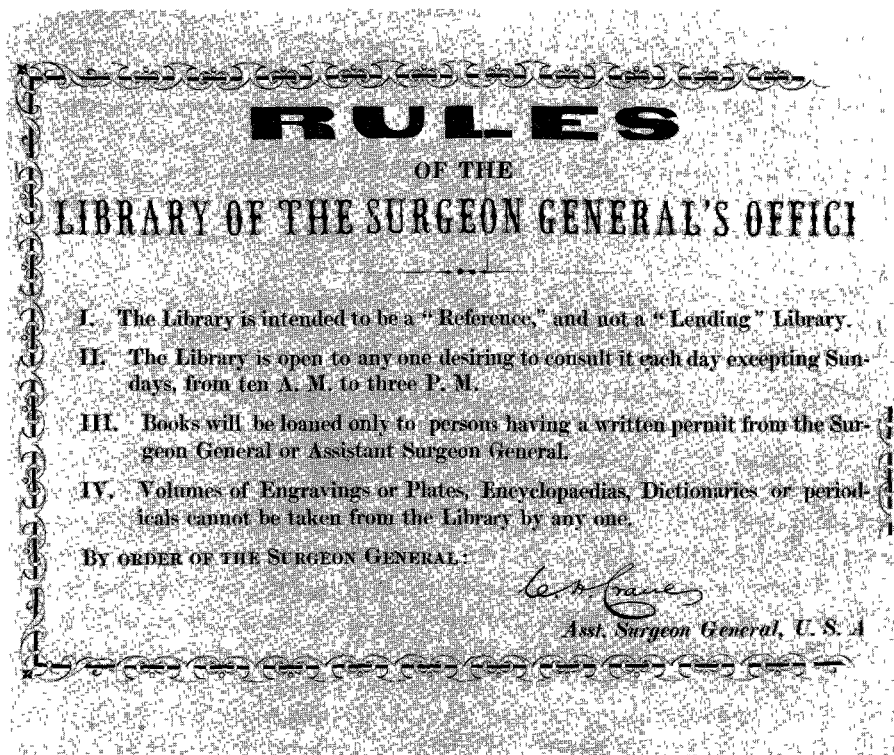 RULES
OF THE
LIBRARY OF THE SURGEON GENERAL'S OFFICI
I. The Library is intended to be a "Reference," and not a "Lending" Library.
II. The Library is open to any one desiring to consult it each day excepting Sun-
days, from ten A. M. to three P. M.
III. Books will be loaned only to persons having a written permit from the Sur-
geon General or Assistant Surgeon General.
IV. Volumes of Engravings or Plates, Encyclopaedias, Dictionaries or period-
icals cannot be taken from the Library by any one.
BY ORDER OF THE SURGEON GENERAL:
C H Crane
Asst. Surgeon General, U. S. A